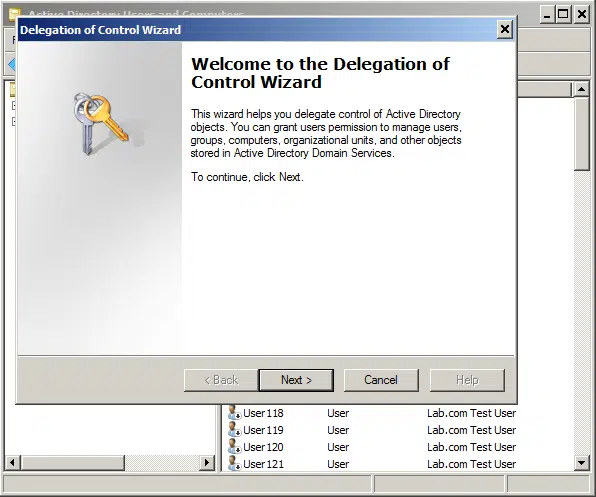 Active Directory Users and Computers
Delegation of Control Wizard
Welcome to the Delegation of
Control Wizard
This wizard helps you delegate control of Active Directory
objects. You can grant users permission to manage users,
groups, computers, organizational units, and other objects
stored in Active Directory Domain Services.
To continue, click Next.
< Back Next > Cancel Help
User118 User Lab.com Test User
User119 User Lab.com Test User
User120 User Lab.com Test User
User121 User Lab.com Test User